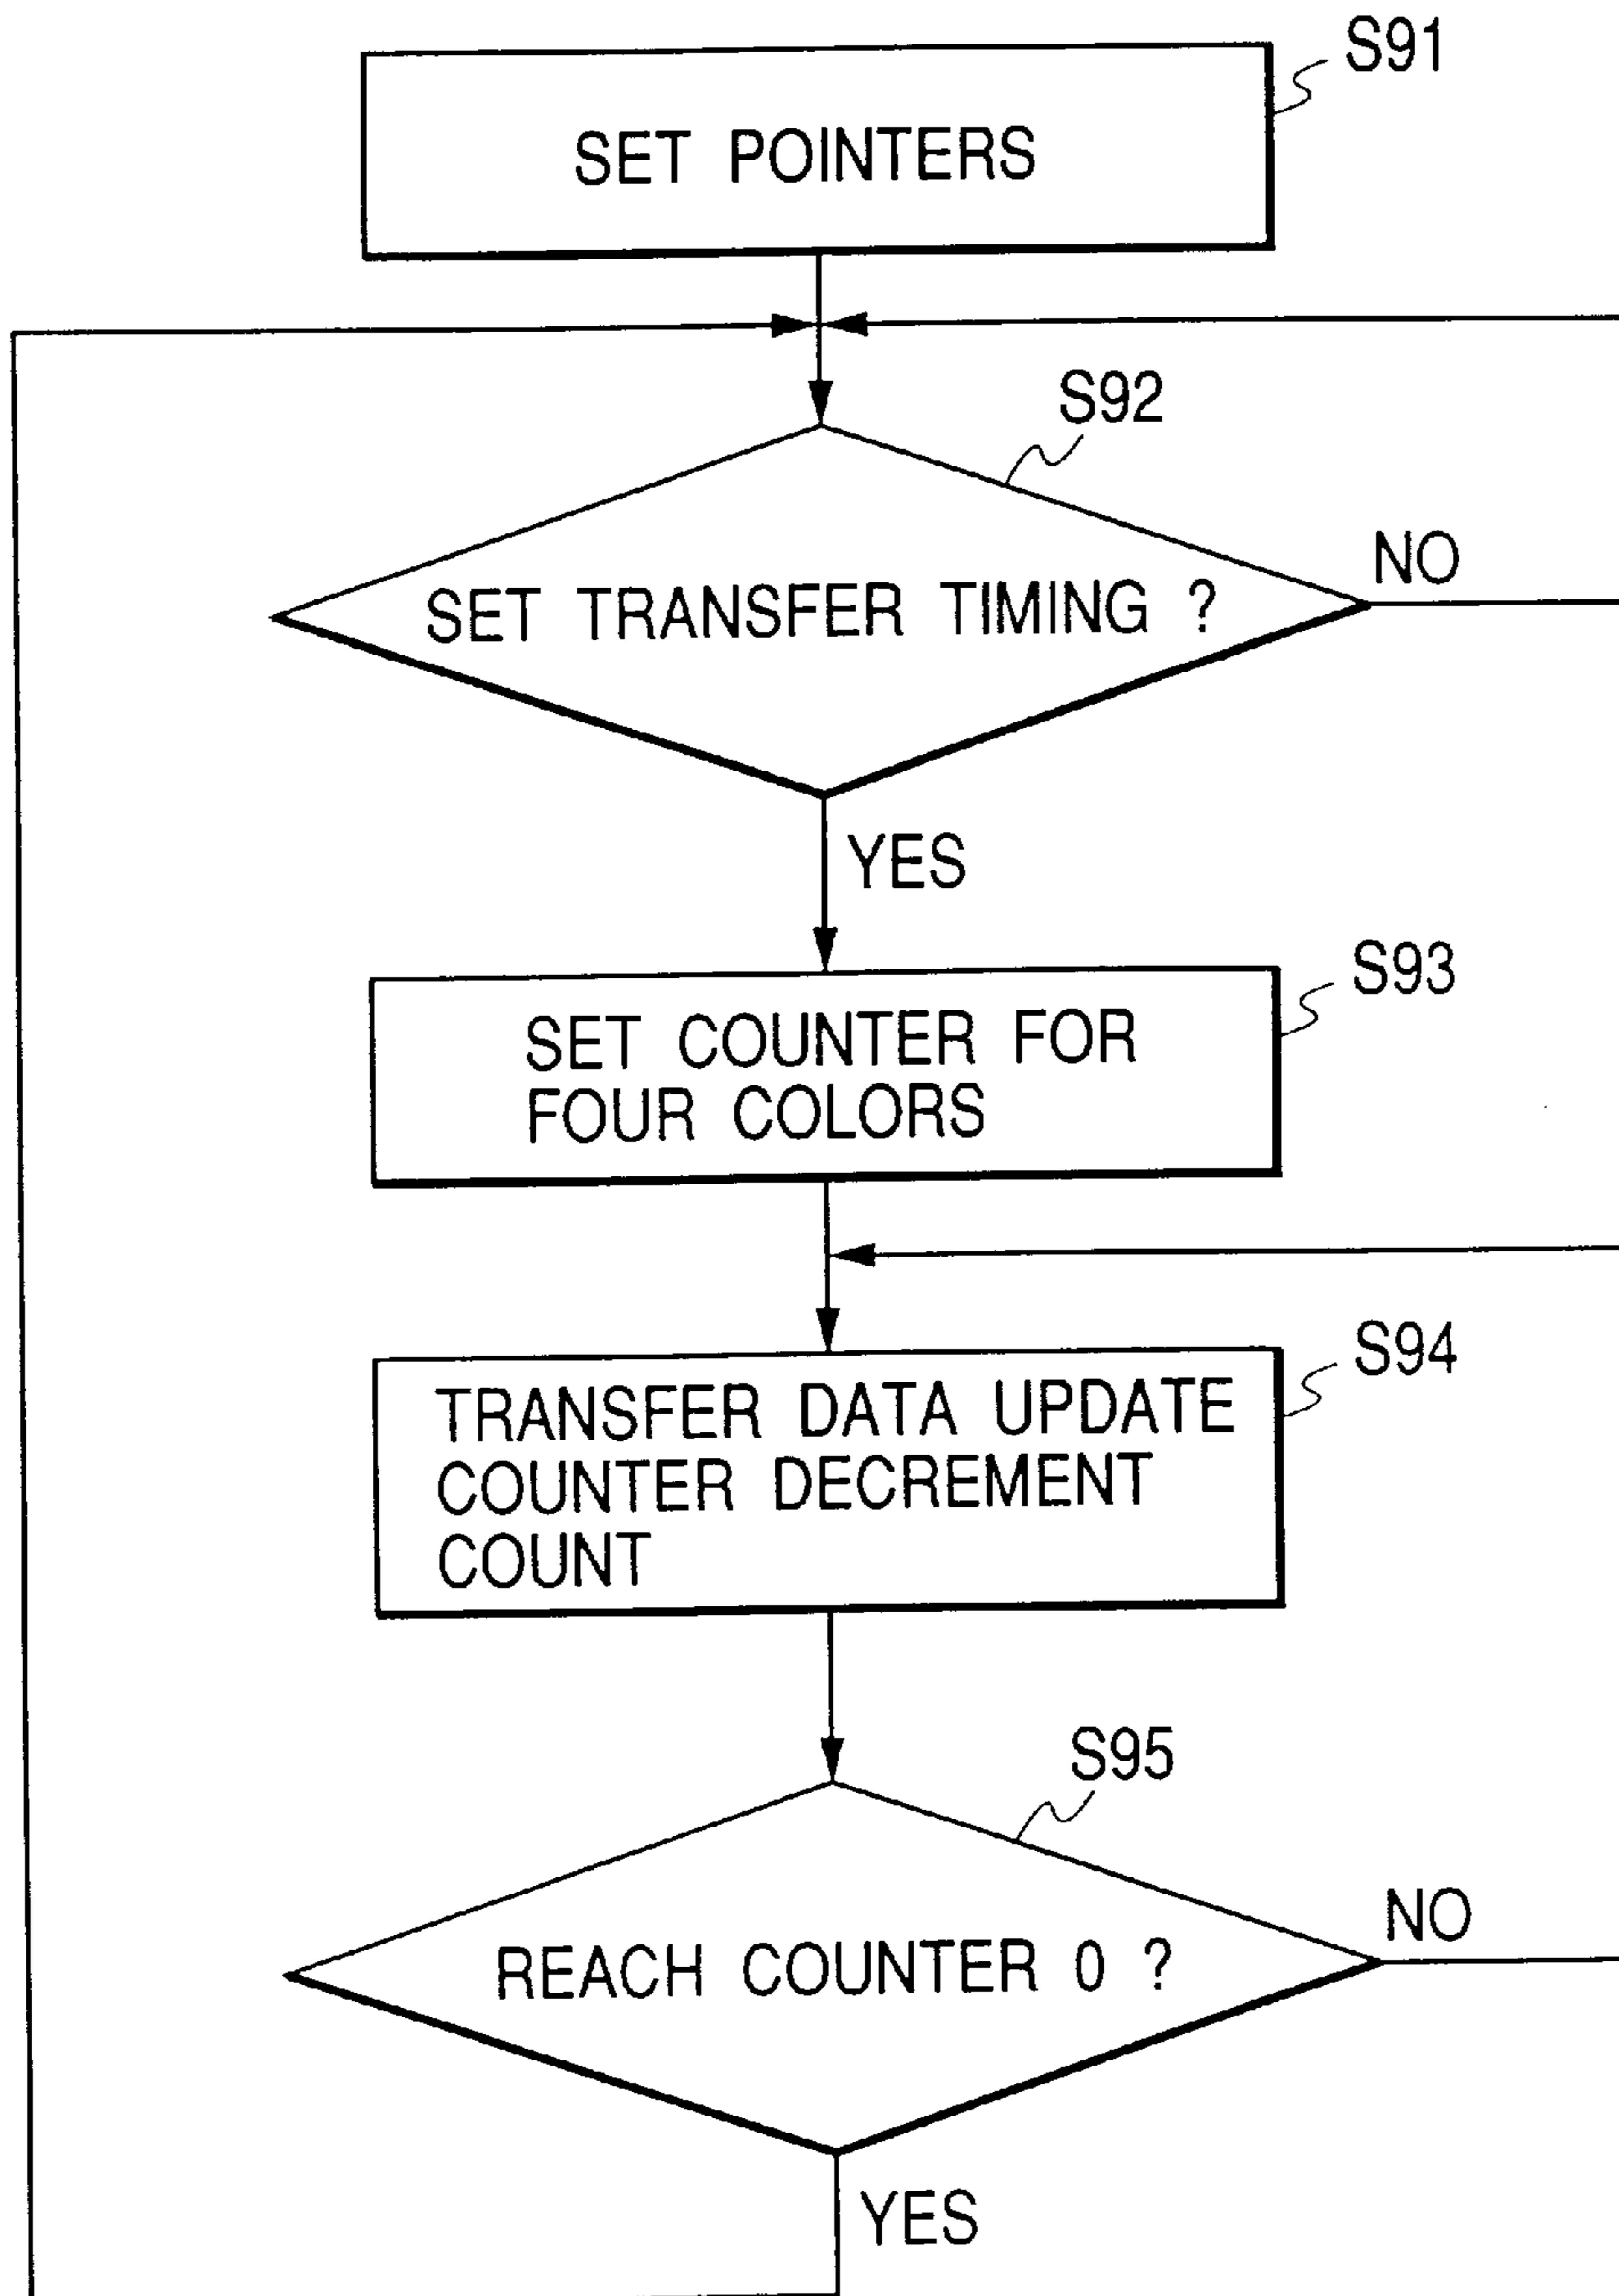 S91
SET POINTERS
S92
SET TRANSFER TIMING ?
NO
YES
S93
SET COUNTER FOR
FOUR COLORS
S94
TRANSFER DATA UPDATE
COUNTER DECREMENT
COUNT
S95
REACH COUNTER 0 ?
NO
YES